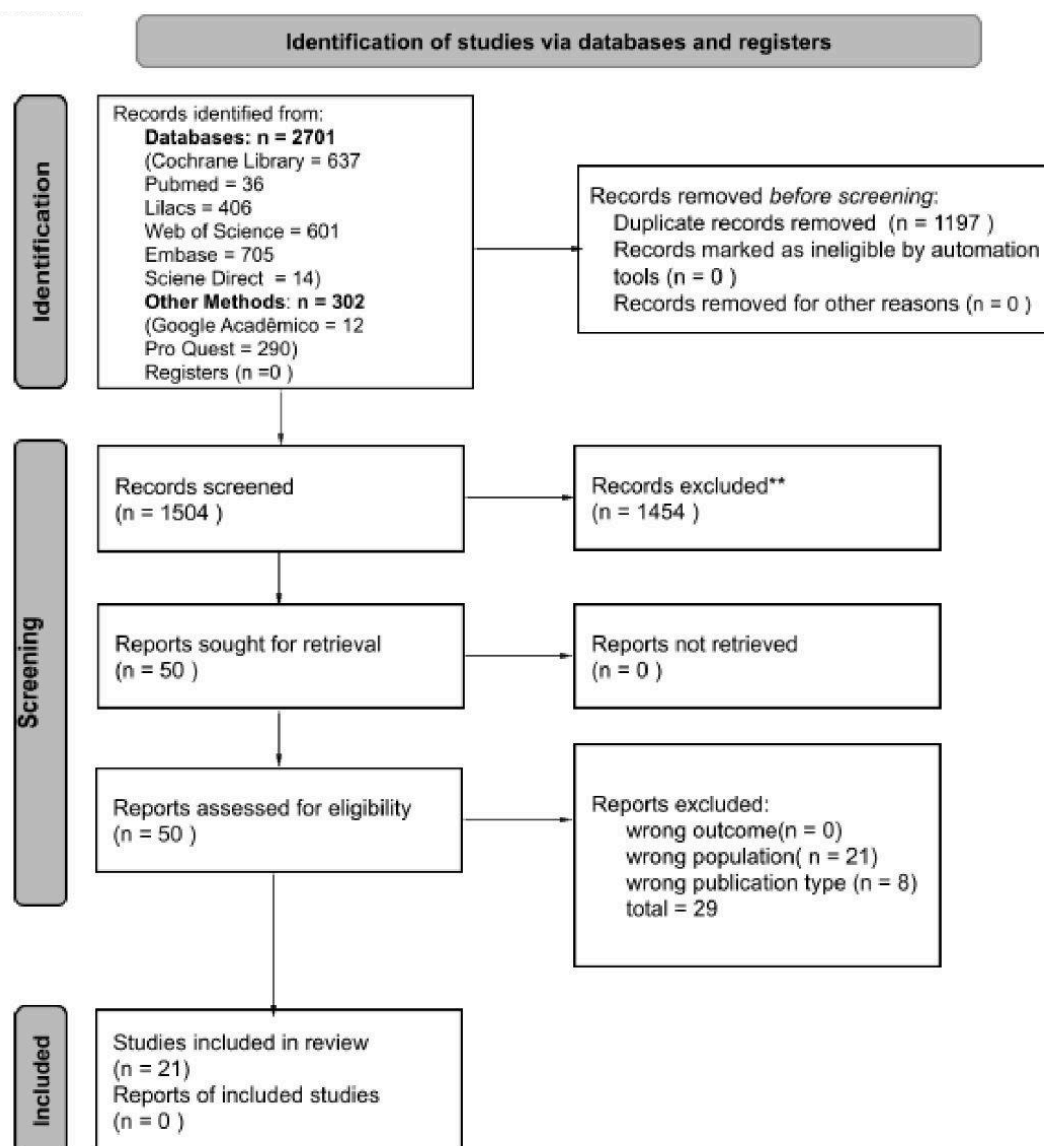 Identification of studies via databases and registers
Identification
Records identified from:
Databases: n = 2701
(Cochrane Library = 637
Pubmed = 36
Lilacs = 406
Web of Science = 601
Embase = 705
Sciene Direct = 14)
Other Methods: n = 302
(Google Acadêmico = 12
Pro Quest = 290)
Registers (n =0 )
Records removed before screening:
Duplicate records removed (n = 1197 )
Records marked as ineligible by automation
tools (n = 0 )
Records removed for other reasons (n = 0 )
Screening
Records screened
(n = 1504 )
Records excluded**
(n = 1454 )
Reports sought for retrieval
(n = 50 )
Reports not retrieved
(n = 0 )
Reports assessed for eligibility
(n = 50 )
Reports excluded:
wrong outcome(n = 0)
wrong population( n = 21)
wrong publication type (n = 8)
total = 29
Included
Studies included in review
(n = 21)
Reports of included studies
(n = 0 )